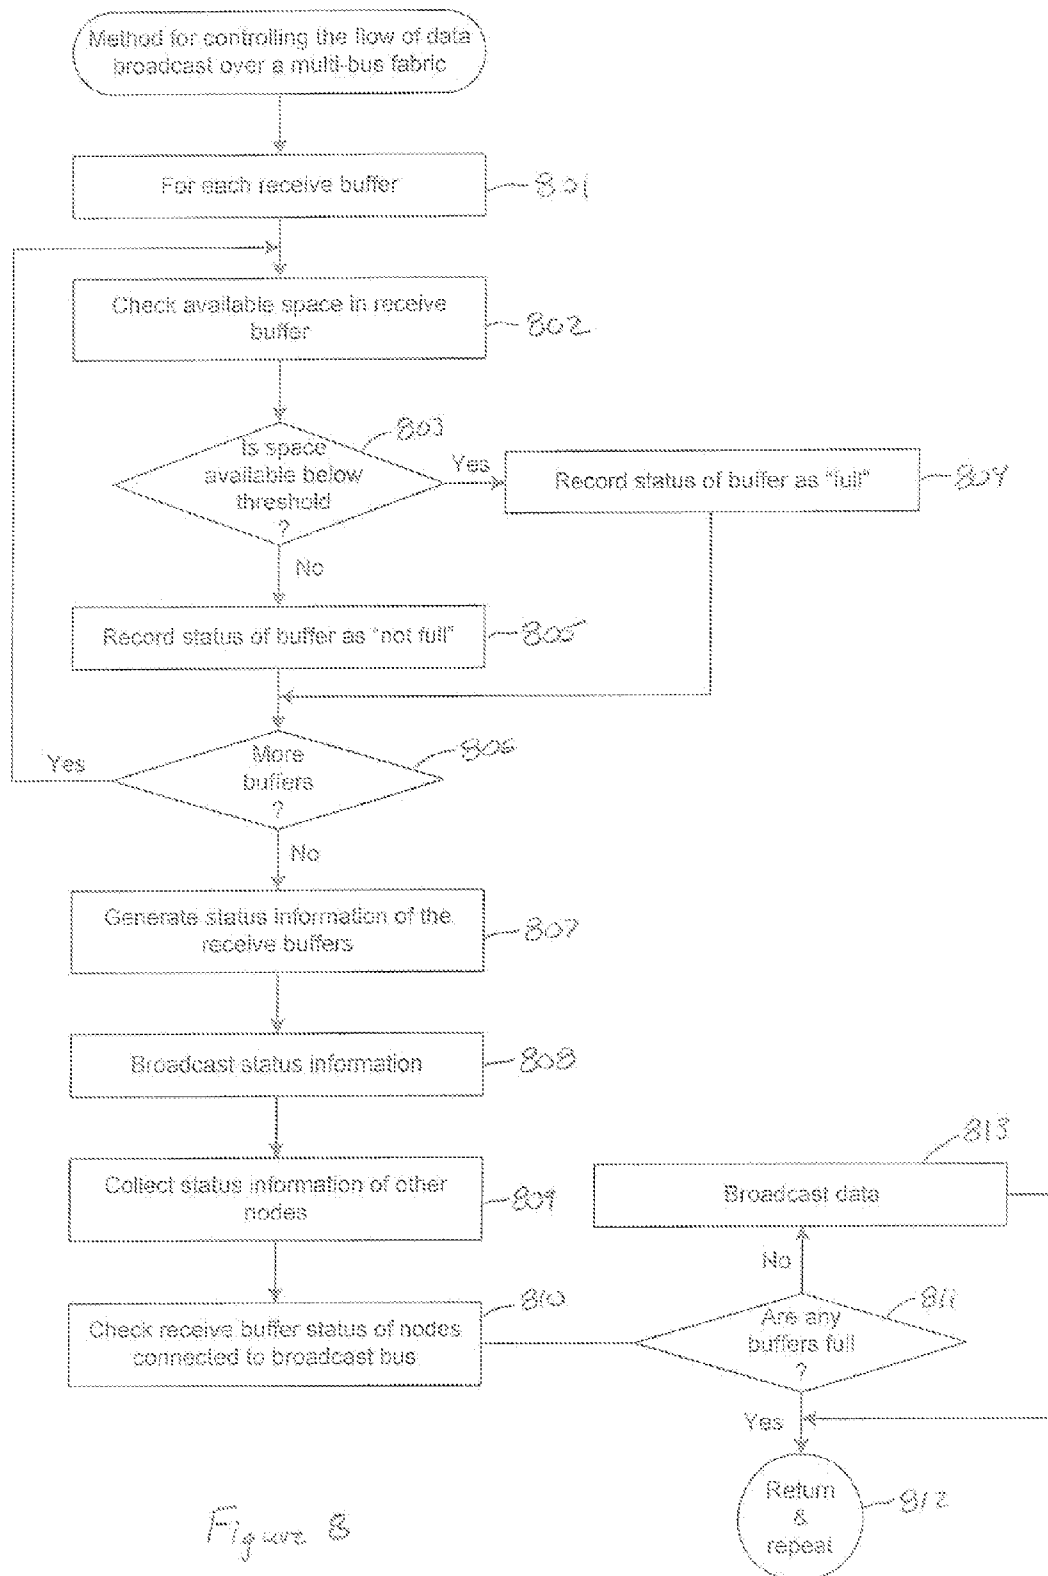 Method for controlling the flow of data
broadcast over a multi-bus fabric
For each receive buffer
801
Check available space in receive
buffer
802
803
Is space
available below
threshold
?
Yes
Record status of buffer as "full"
804
No
Record status of buffer as "not full"
805
More
buffers
?
806
Yes
No
Generate status information of the
receive buffers
807
Broadcast status information
808
813
Collect status information of other
nodes
809
Broadcast data
No
810
Check receive buffer status of nodes
connected to broadcast bus
811
Are any
buffers full
?
Yes
Return
&
repeat
812
Figure 8